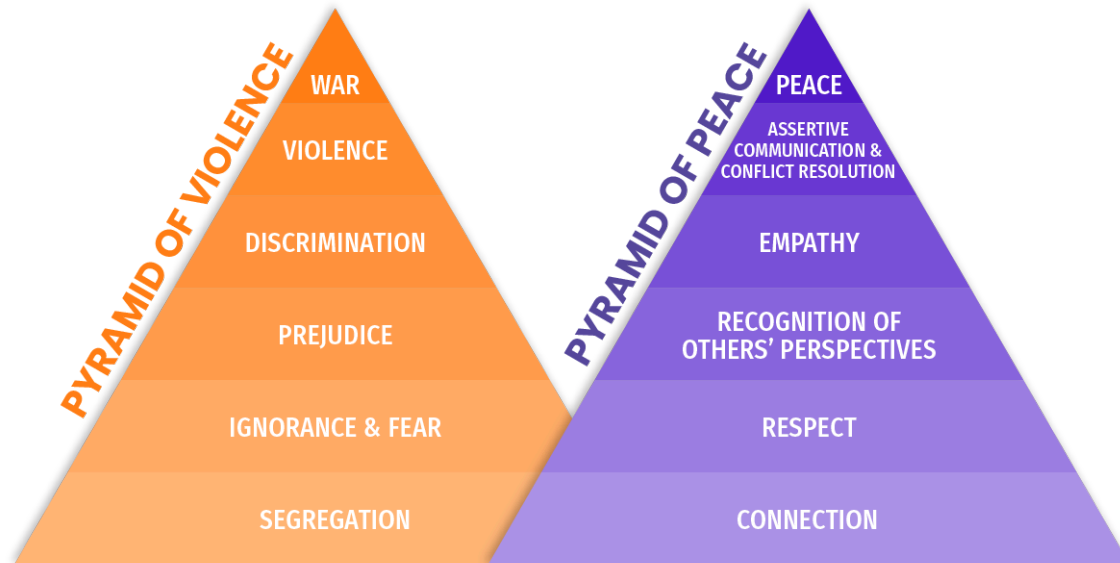 PYRAMID OF VIOLENCE
WAR
VIOLENCE
DISCRIMINATION
PREJUDICE
IGNORANCE & FEAR
SEGREGATION
PYRAMID OF PEACE
PEACE
ASSERTIVE
COMMUNICATION &
CONFLICT RESOLUTION
EMPATHY
RECOGNITION OF
OTHERS’ PERSPECTIVES
RESPECT
CONNECTION